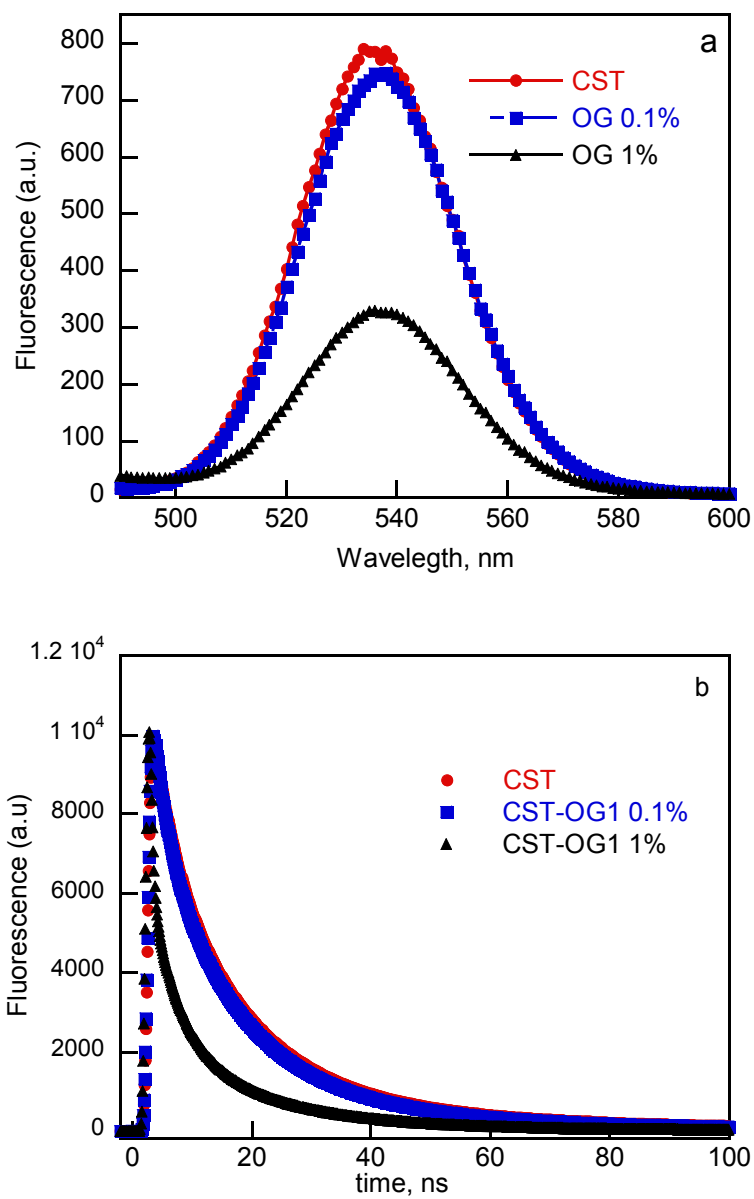 a
800
700
600
500
400
300
200
100
0
Fluorescence (a.u.)
CST
OG 0.1%
OG 1%
500 520 540 560 580 600
Wavelegth, nm
b
1.2 10⁴
1 10⁴
8000
6000
4000
2000
0
Fluorescence (a.u)
CST
CST-OG1 0.1%
CST-OG1 1%
0 20 40 60 80 100
time, ns